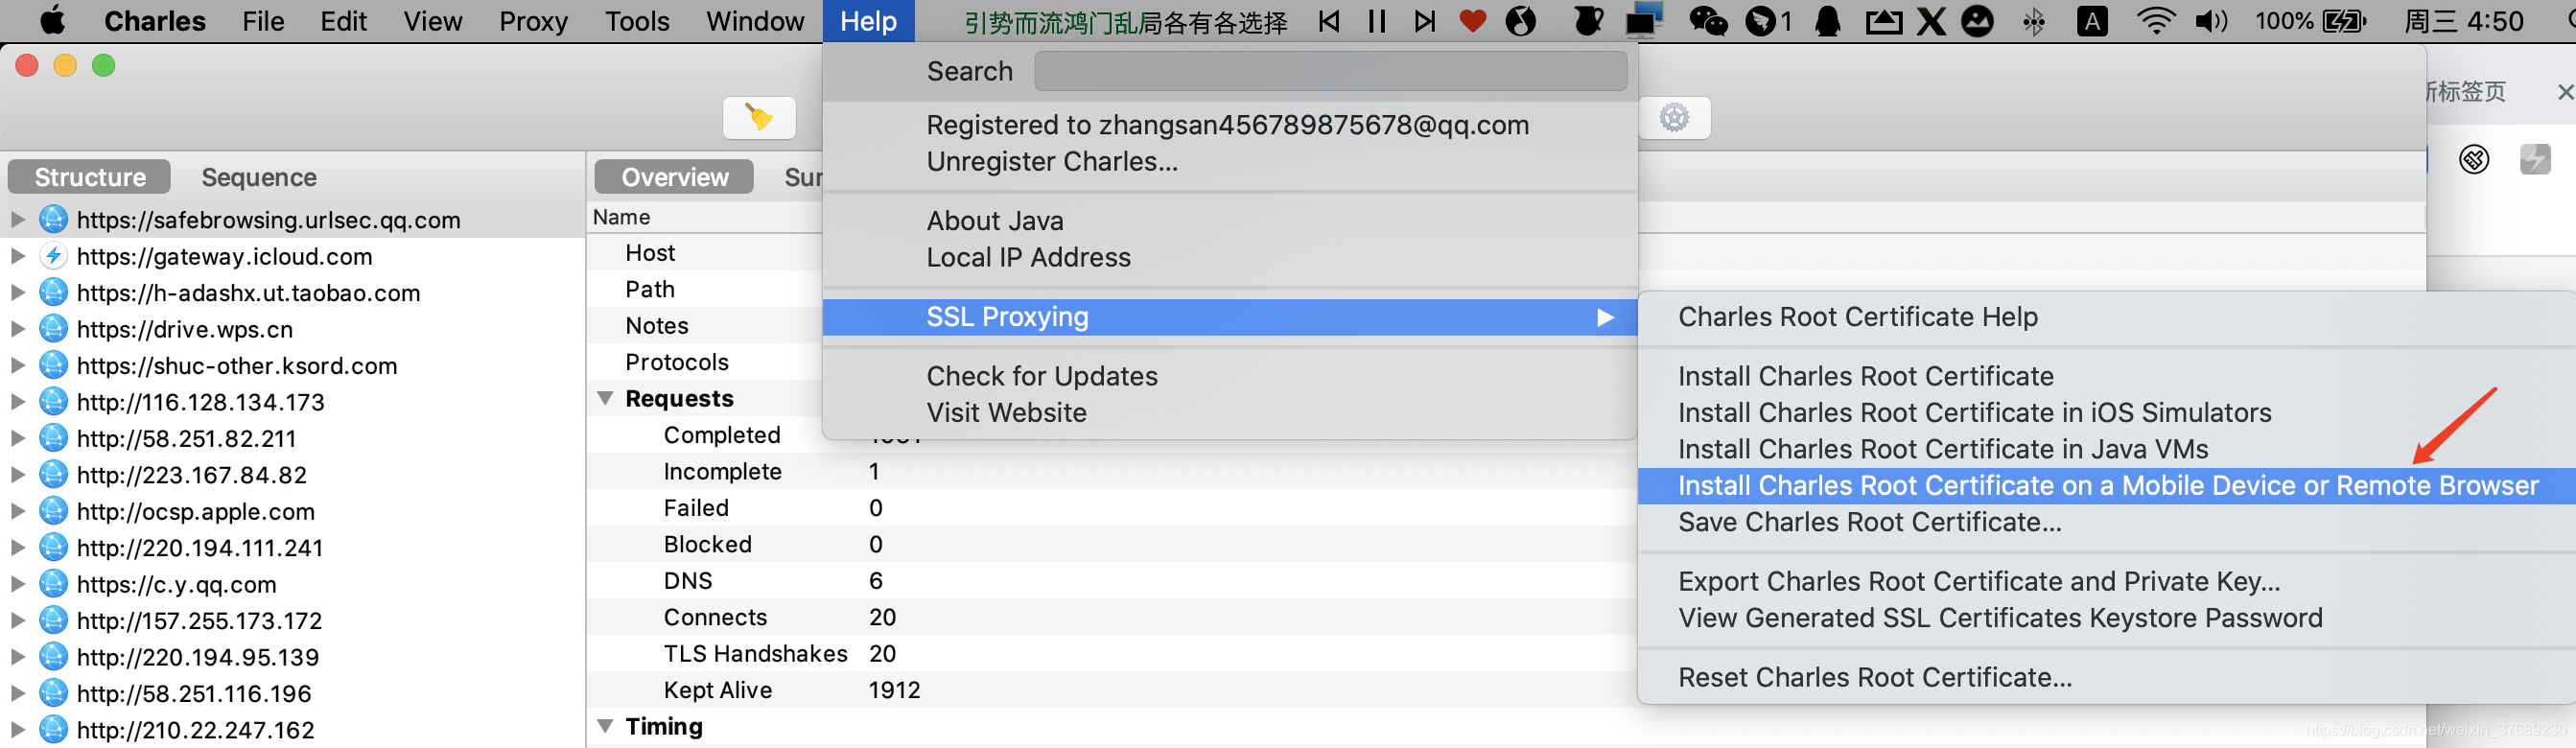 Charles File Edit View Proxy Tools Window Help 引势而流鸿门乱局各有各选择 1 A 100% 周三 4:50
Search
新标签页
Registered to zhangsan456789875678@qq.com
Unregister Charles...
Structure Sequence
Overview
About Java
Local IP Address
SSL Proxying
Check for Updates
Visit Website
Charles Root Certificate Help
Install Charles Root Certificate
Install Charles Root Certificate in iOS Simulators
Install Charles Root Certificate in Java VMs
Install Charles Root Certificate on a Mobile Device or Remote Browser
Save Charles Root Certificate...
Export Charles Root Certificate and Private Key...
View Generated SSL Certificates Keystore Password
Reset Charles Root Certificate...
https://safebrowsing.urlsec.qq.com
https://gateway.icloud.com
https://h-adashx.ut.taobao.com
https://drive.wps.cn
https://shuc-other.ksord.com
http://116.128.134.173
http://58.251.82.211
http://223.167.84.82
http://ocsp.apple.com
http://220.194.111.241
https://c.y.qq.com
http://157.255.173.172
http://220.194.95.139
http://58.251.116.196
http://210.22.247.162
Name
Host
Path
Notes
Protocols
Requests
Completed
Incomplete 1
Failed 0
Blocked 0
DNS 6
Connects 20
TLS Handshakes 20
Kept Alive 1912
Timing
https://blog.csdn.net/weixin_37689230